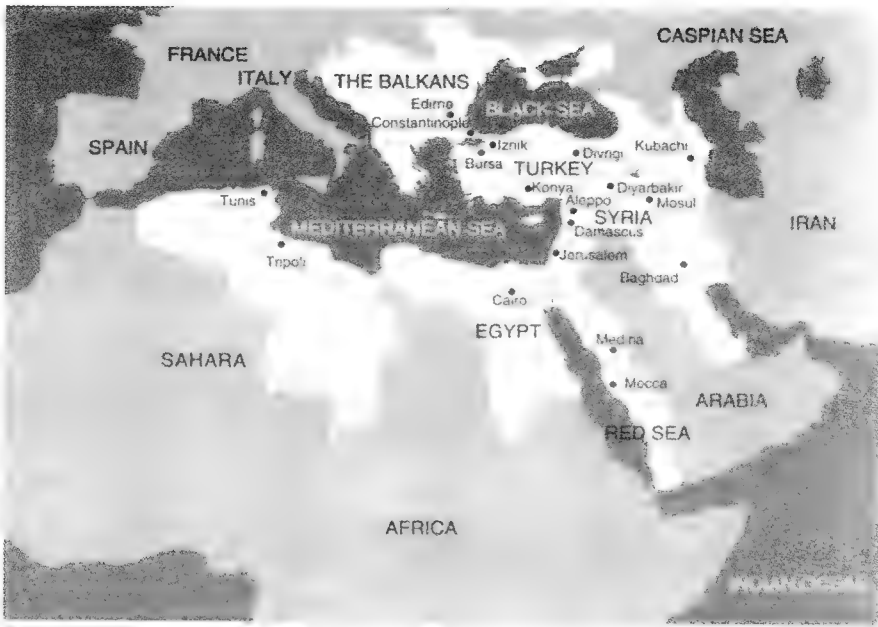 CASPIAN SEA
FRANCE
ITALY
THE BALKANS
Edirne
BLACK SEA
Constantinople
SPAIN
Iznik
Bursa
Divrigi
Kubachi
TURKEY
Tunis
Konya
Diyarbakir
Mosul
Aleppo
SYRIA
MEDITERRANEAN SEA
Damascus
IRAN
Tripoli
Jerusalem
Baghdad
Cairo
EGYPT
Medina
SAHARA
Mocca
ARABIA
RED SEA
AFRICA